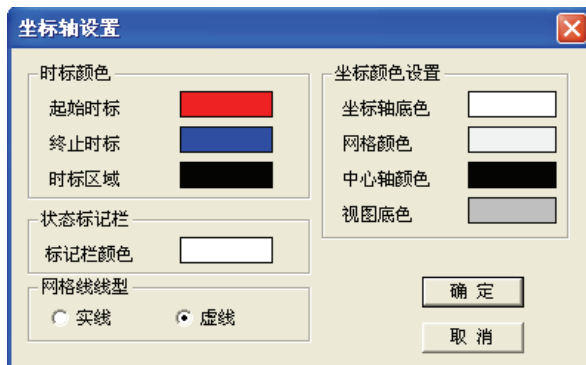 坐标轴设置
时标颜色
起始时标
终止时标
时标区域
状态标记栏
标记栏颜色
网格线线型
实线
虚线
坐标颜色设置
坐标轴底色
网格颜色
中心轴颜色
视图底色
确 定
取 消